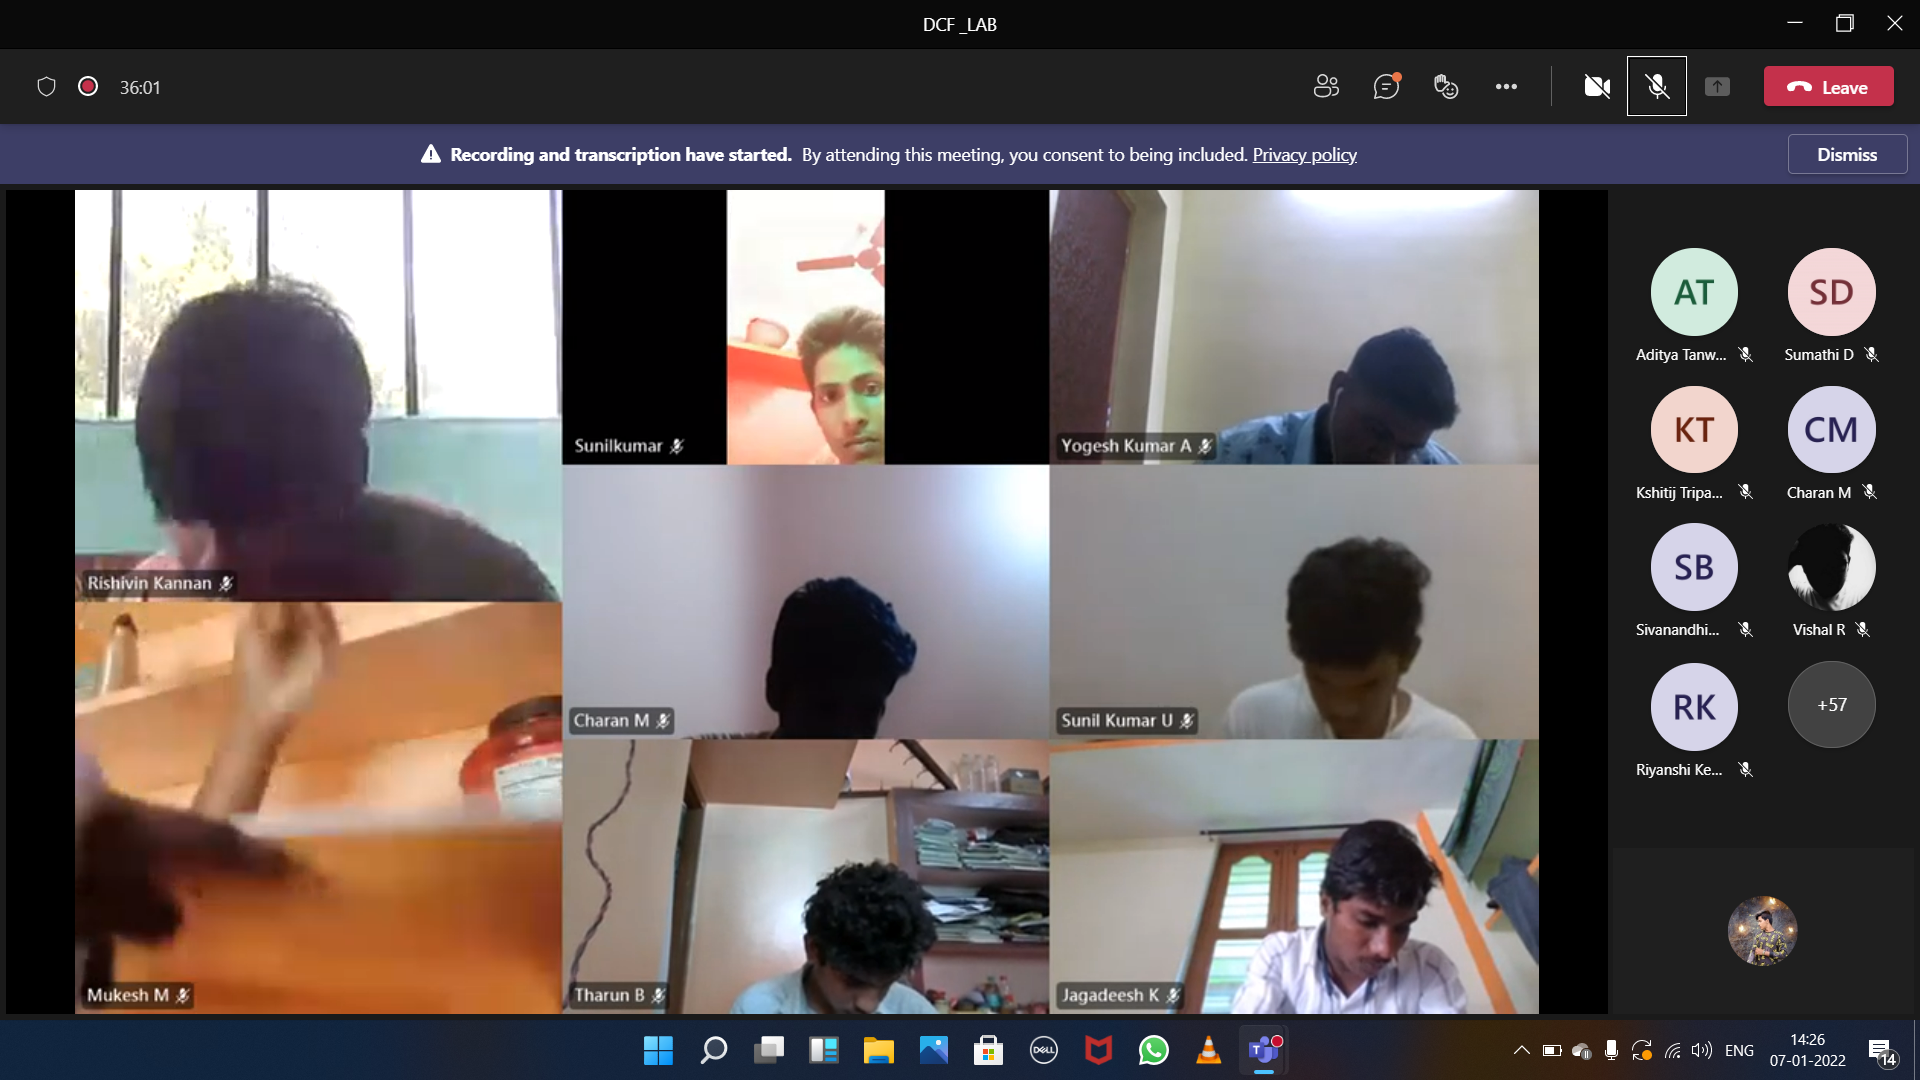 DCF _LAB
36:01
Leave
Recording and transcription have started. By attending this meeting, you consent to being included. Privacy policy
Dismiss
Rishivin Kannan
Sunilkumar
Yogesh Kumar A
Charan M
Sunil Kumar U
Mukesh M
Tharun B
Jagadeesh K
AT
SD
Aditya Tanw...
Sumathi D
KT
CM
Kshitij Tripa...
Charan M
SB
Sivanandhi...
Vishal R
RK
+57
Riyanshi Ke...
DELL
T
ENG
14:26
07-01-2022
14